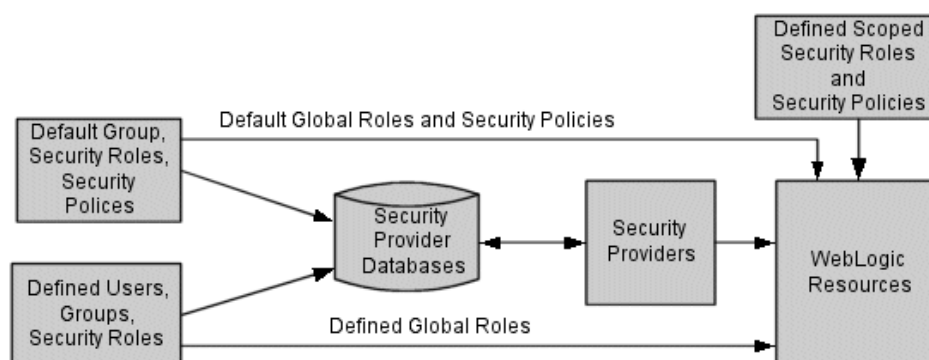 Defined Scoped
Security Roles
and
Security Policies
Default Global Roles and Security Policies
Default Group,
Security Roles,
Security
Polices
Security
Provider
Databases
Security
Providers
WebLogic
Resources
Defined Users,
Groups,
Security Roles
Defined Global Roles